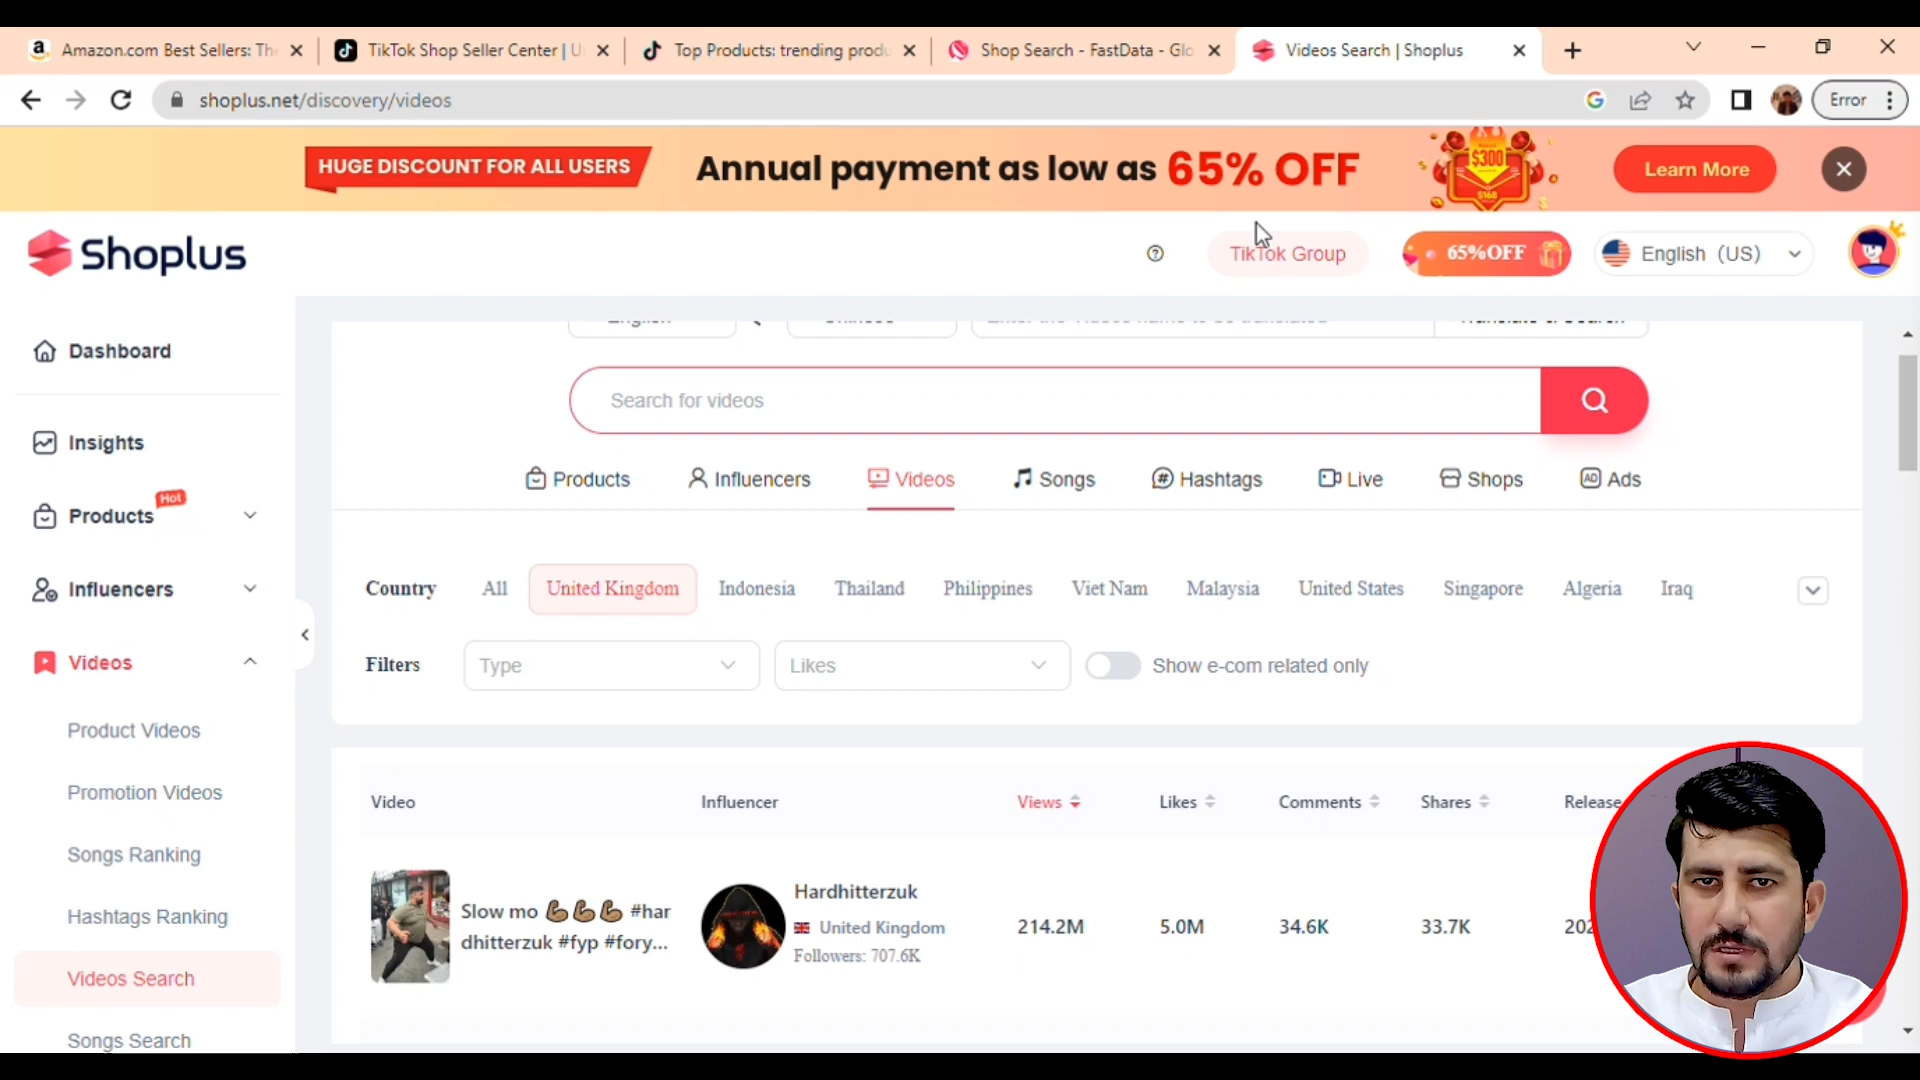 Amazon.com Best Sellers: Th
TikTok Shop Seller Center | U
Top Products: trending produ
Shop Search - FastData - Glo
Videos Search | Shoplus
shoplus.net/discovery/videos
Error
HUGE DISCOUNT FOR ALL USERS
Annual payment as low as 65% OFF
$300
Learn More
Shoplus
TikTok Group
65%OFF
English (US)
Dashboard
Insights
Products
Hot
Influencers
Videos
Product Videos
Promotion Videos
Songs Ranking
Hashtags Ranking
Videos Search
Songs Search
Search for videos
Products
Influencers
Videos
Songs
Hashtags
Live
Shops
Ads
Country
All
United Kingdom
Indonesia
Thailand
Philippines
Viet Nam
Malaysia
United States
Singapore
Algeria
Iraq
Filters
Type
Likes
Show e-com related only
Video
Influencer
Views
Likes
Comments
Shares
Release
Slow mo 💪🏾💪🏾💪🏾 #har
dhitterzuk #fyp #fory...
Hardhitterzuk
United Kingdom
Followers: 707.6K
214.2M
5.0M
34.6K
33.7K
202